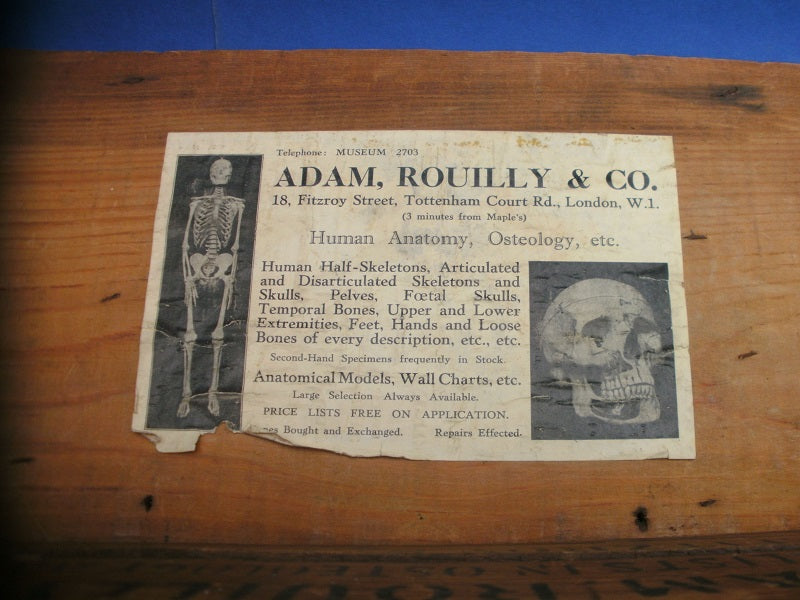 Telephone: MUSEUM 2703
ADAM, ROUILLY & CO.
18, Fitzroy Street, Tottenham Court Rd., London, W.1.
(3 minutes from Maple's)
Human Anatomy, Osteology, etc.
Human Half-Skeletons, Articulated
and Disarticulated Skeletons and
Skulls, Pelves, Fœtal Skulls,
Temporal Bones, Upper and Lower
Extremities, Feet, Hands and Loose
Bones of every description, etc., etc.
Second-Hand Specimens frequently in Stock.
Anatomical Models, Wall Charts, etc.
Large Selection Always Available.
PRICE LISTS FREE ON APPLICATION.
Bought and Exchanged. Repairs Effected.